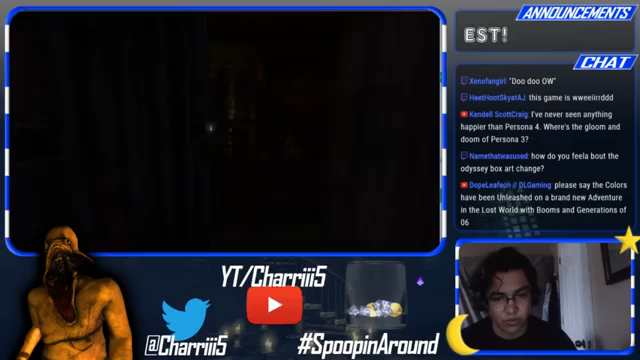 ANNOUNCEMENTS
EST!
CHAT
Xenofangirl: "Doo doo OW"
HeetHootSkyatAJ: this game is wweeiirrddd
Kendell ScottCraig: I've never seen anything
happier than Persona 4. Where's the gloom and
doom of Persona 3?
Namethatwasused: how do you feela bout the
odyssey box art change?
DopeLeafeon // DLGaming: please say the Colors
have been Unleashed on a brand new Adventure
in the Lost World with Booms and Generations of
06
YT/Charriii5
@Charriii5
#SpoopinAround